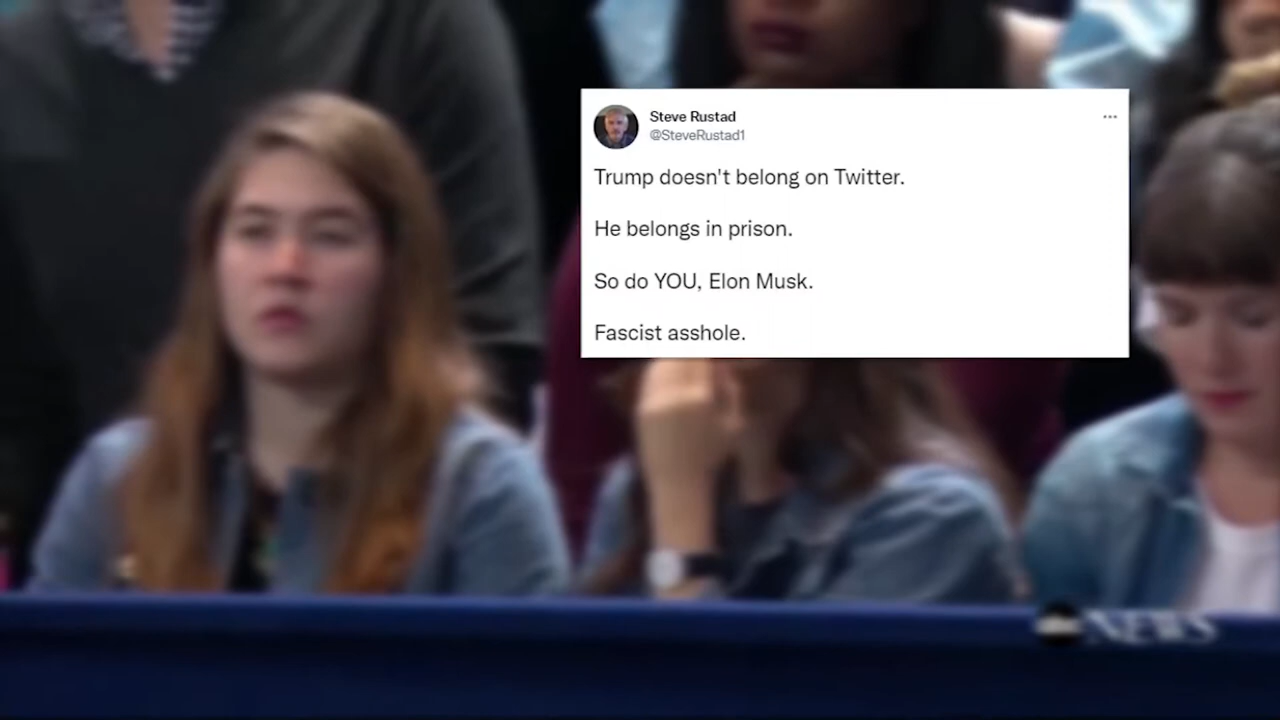 Steve Rustad
@SteveRustad1
Trump doesn't belong on Twitter.
He belongs in prison.
So do YOU, Elon Musk.
Fascist asshole.
abc NEWS